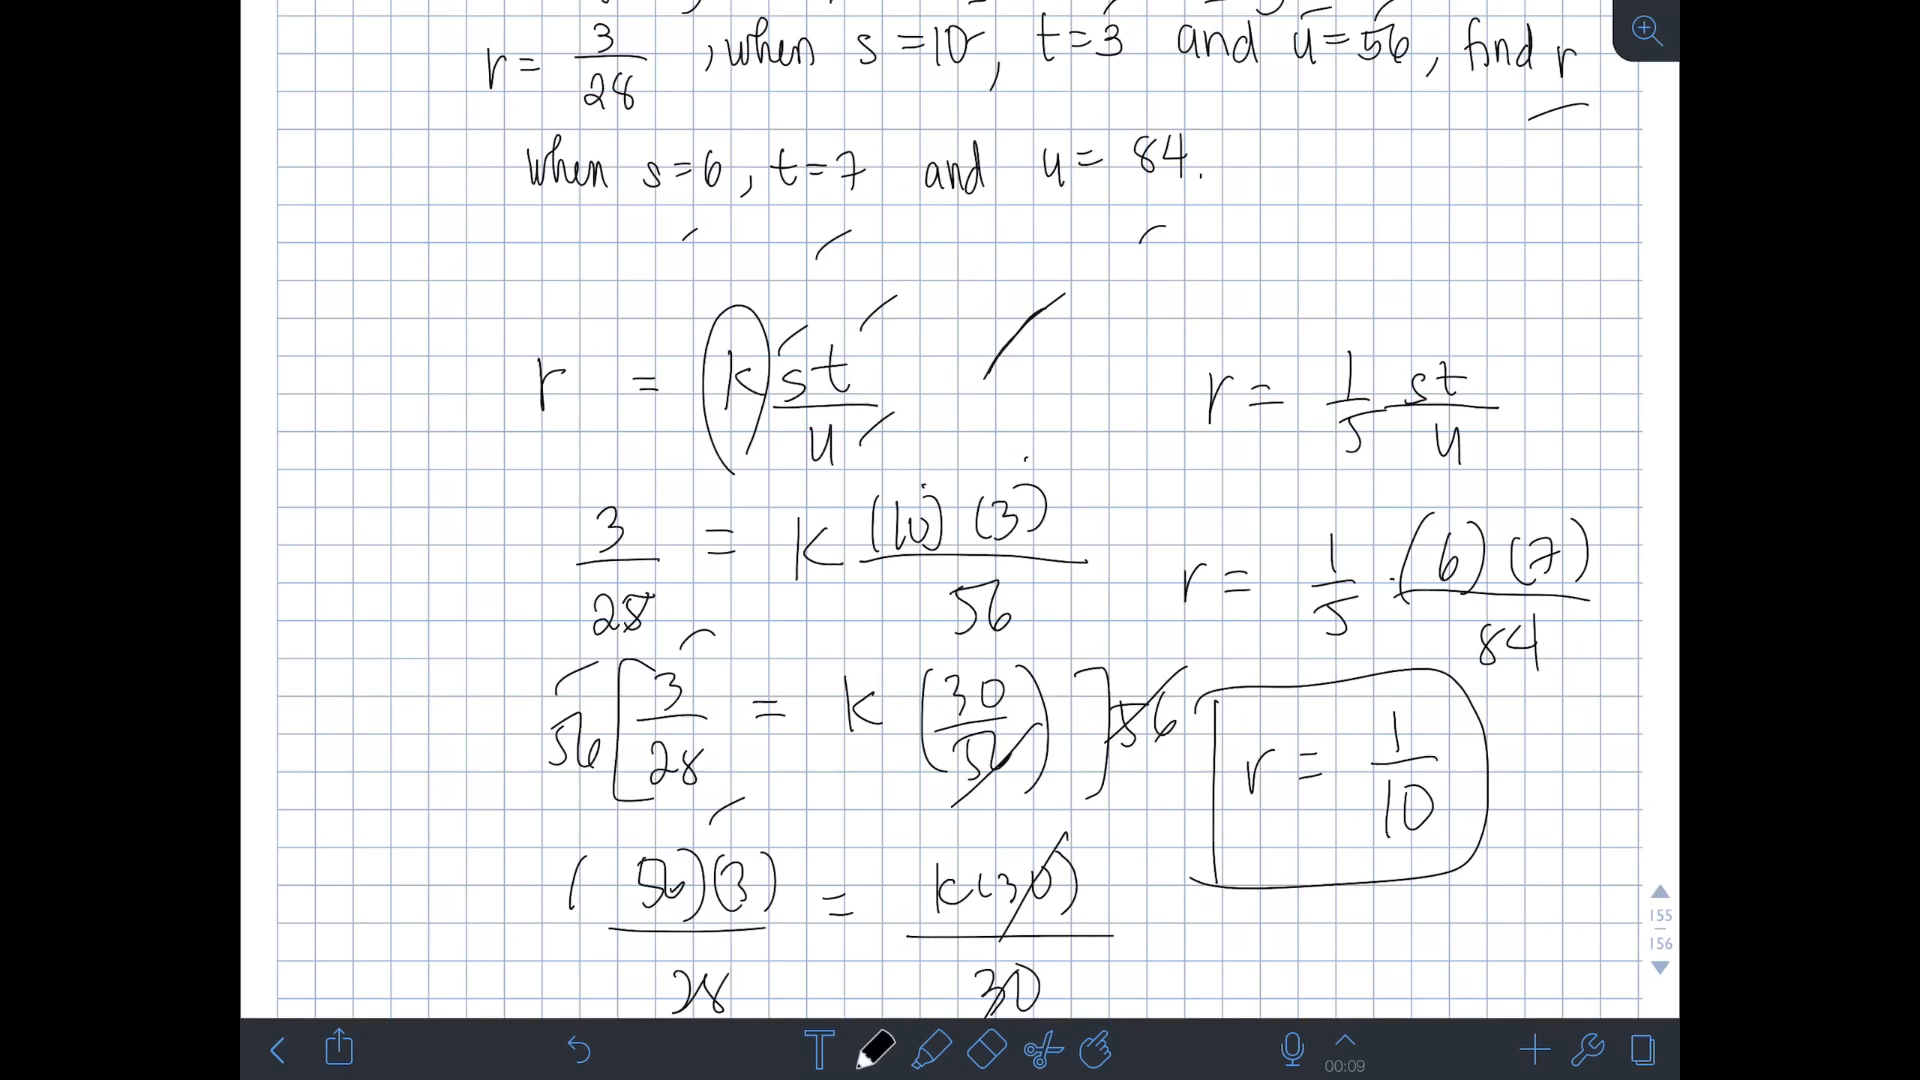 r = 3/28 , when s = 10, t = 3 and u = 56, find r
when s = 6, t = 7 and u = 84.
r = k st/u
r = 1/5 st/u
3/28 = k (10)(3)/56
r = 1/5 · (6)(7)/84
56 [ 3/28 = k (30/56) ] 56
r = 1/10
(56)(3)/28 = k(30)/30
155
156
T
00:09